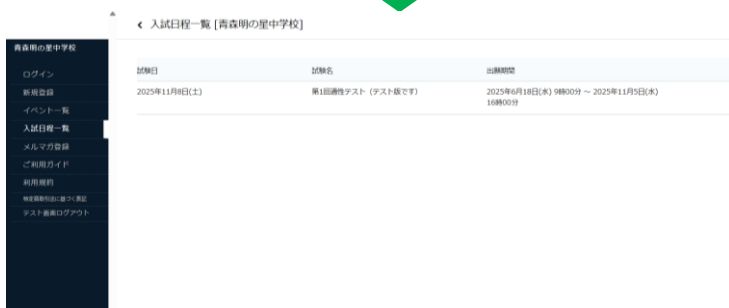 青森明の星中学校
ログイン
新規登録
イベント一覧
入試日程一覧
メルマガ登録
ご利用ガイド
利用規約
特定商取引法に基づく表記
テスト画面ログアウト
< 入試日程一覧 [青森明の星中学校]
試験日 試験名 出願期間
2025年11月8日(土) 第1回適性テスト（テスト版です） 2025年6月18日(水) 9時00分 ～ 2025年11月5日(水)
16時00分